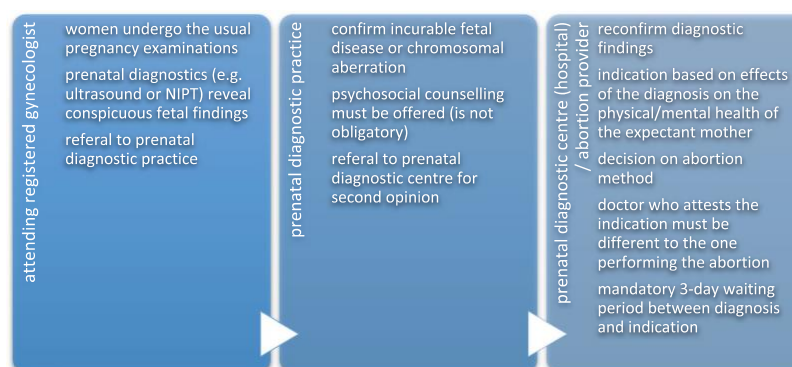 attending registered gynecologist
women undergo the usual
pregnancy examinations
prenatal diagnostics (e.g.
ultrasound or NIPT) reveal
conspicuous fetal findings
referal to prenatal
diagnostic practice
prenatal diagnostic practice
confirm incurable fetal
disease or chromosomal
aberration
psychosocial counselling
must be offered (is not
obligatory)
referal to prenatal
diagnostic centre for
second opinion
prenatal diagnostic centre (hospital)
/ abortion provider
reconfirm diagnostic
findings
indication based on effects
of the diagnosis on the
physical/mental health of
the expectant mother
decision on abortion
method
doctor who attests the
indication must be
different to the one
performing the abortion
mandatory 3-day waiting
period between diagnosis
and indication